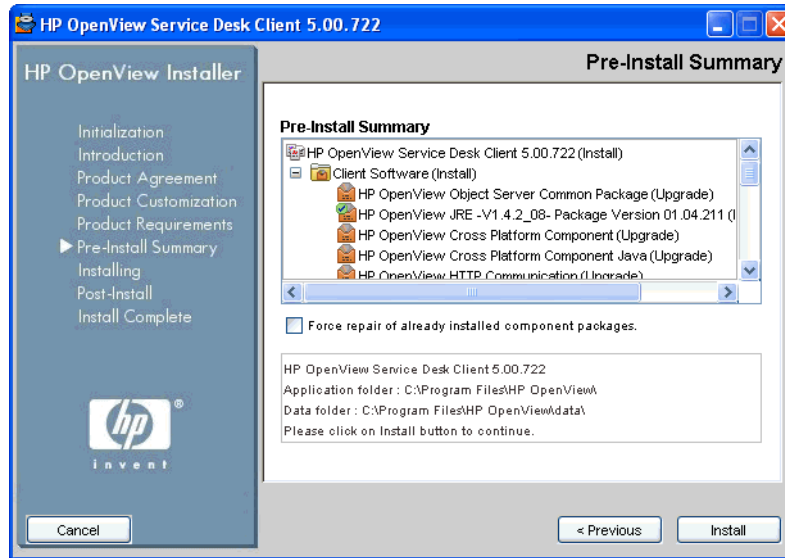 HP OpenView Service Desk Client 5.00.722
HP OpenView Installer
Pre-Install Summary
Initialization
Introduction
Product Agreement
Product Customization
Product Requirements
Pre-Install Summary
Installing
Post-Install
Install Complete
hp
®
invent
Pre-Install Summary
HP OpenView Service Desk Client 5.00.722 (Install)
Client Software (Install)
HP OpenView Object Server Common Package (Upgrade)
HP OpenView JRE -V1.4.2_08- Package Version 01.04.211 (I
HP OpenView Cross Platform Component (Upgrade)
HP OpenView Cross Platform Component Java (Upgrade)
HP OpenView HTTP Communication (Upgrade)
Force repair of already installed component packages.
HP OpenView Service Desk Client 5.00.722
Application folder : C:\Program Files\HP OpenView\
Data folder : C:\Program Files\HP OpenView\data\
Please click on Install button to continue.
Cancel
< Previous
Install